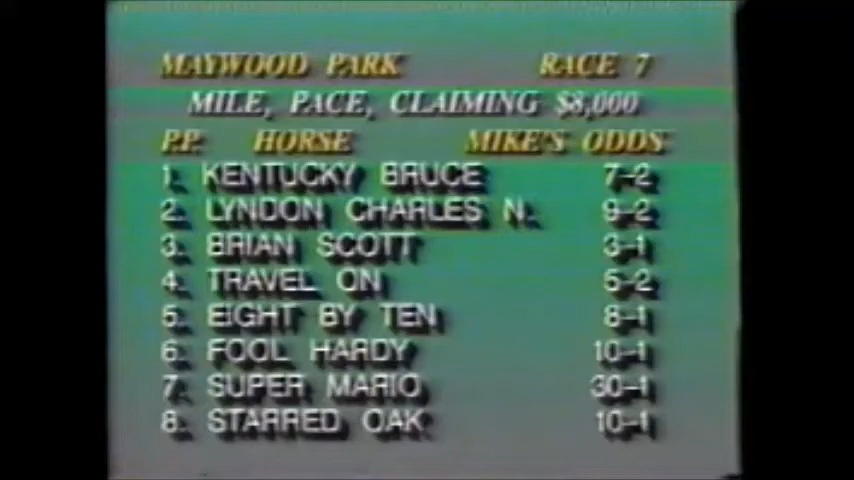 MAYWOOD PARK RACE 7
MILE, PACE, CLAIMING $8,000
P.P. HORSE MIKE'S ODDS
1. KENTUCKY BRUCE 7-2
2. LYNDON CHARLES N. 9-2
3. BRIAN SCOTT 3-1
4. TRAVEL ON 5-2
5. EIGHT BY TEN 8-1
6. FOOL HARDY 10-1
7. SUPER MARIO 30-1
8. STARRED OAK 10-1